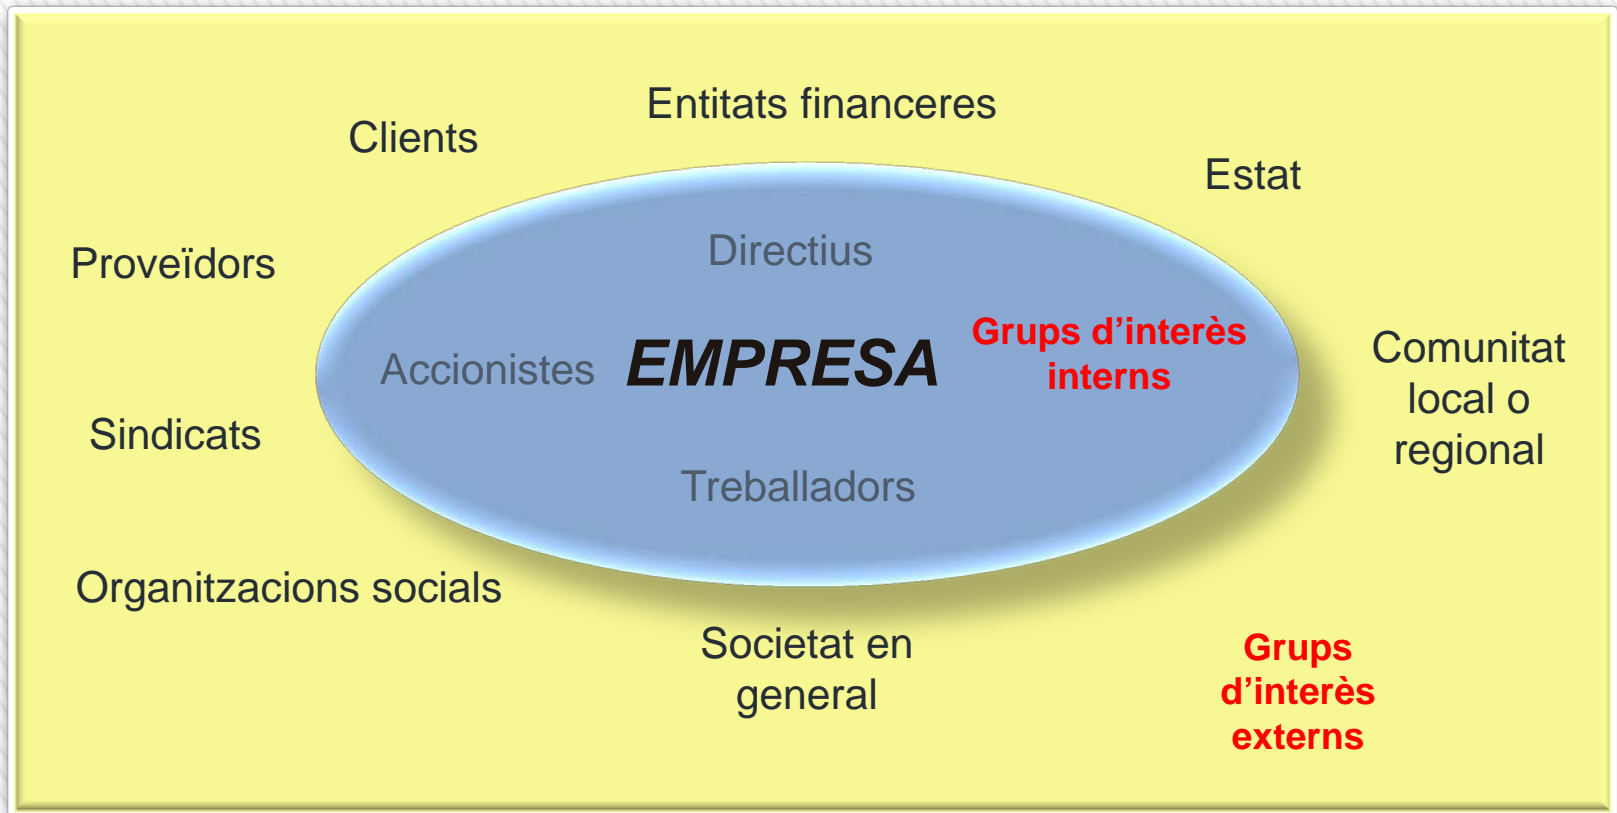 Entitats financeres
Clients
Estat
Proveïdors
Directius
Grups d’interès
interns
Accionistes
EMPRESA
Comunitat
local o
regional
Sindicats
Treballadors
Organitzacions socials
Societat en
general
Grups
d’interès
externs